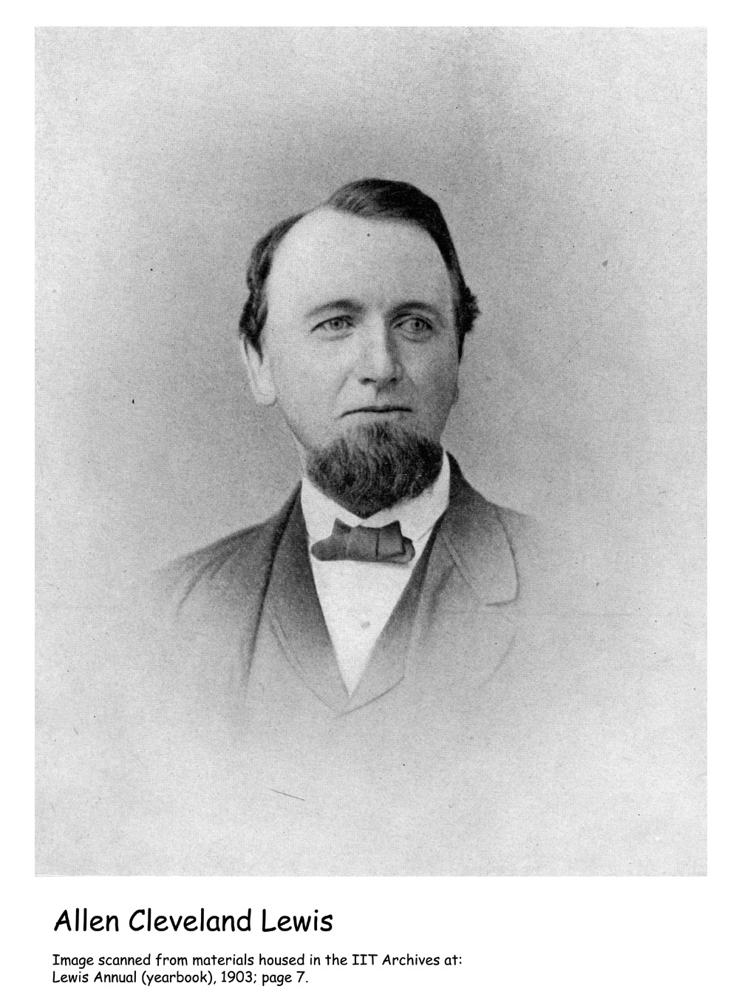 Allen Cleveland Lewis
Image scanned from materials housed in the IIT Archives at:
Lewis Annual (yearbook), 1903; page 7.